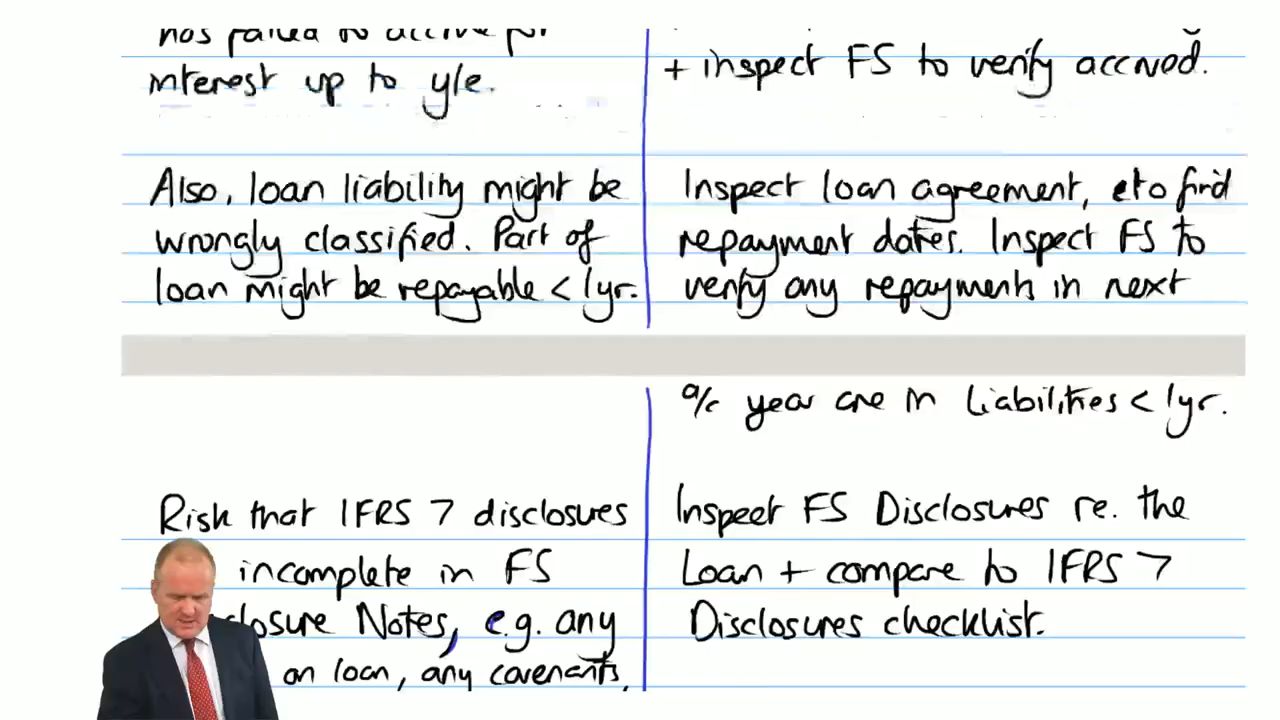 interest up to y/e.
+ inspect FS to verify accrued.
Also, loan liability might be
wrongly classified. Part of
loan might be repayable < 1yr.
Inspect loan agreement, to find
repayment dates. Inspect FS to
verify any repayments in next
a/c year are in Liabilities < 1yr.
Risk that IFRS 7 disclosures
incomplete in FS
closure Notes, e.g. any
on loan, any covenants,
Inspect FS Disclosures re. the
Loan + compare to IFRS 7
Disclosures checklist.